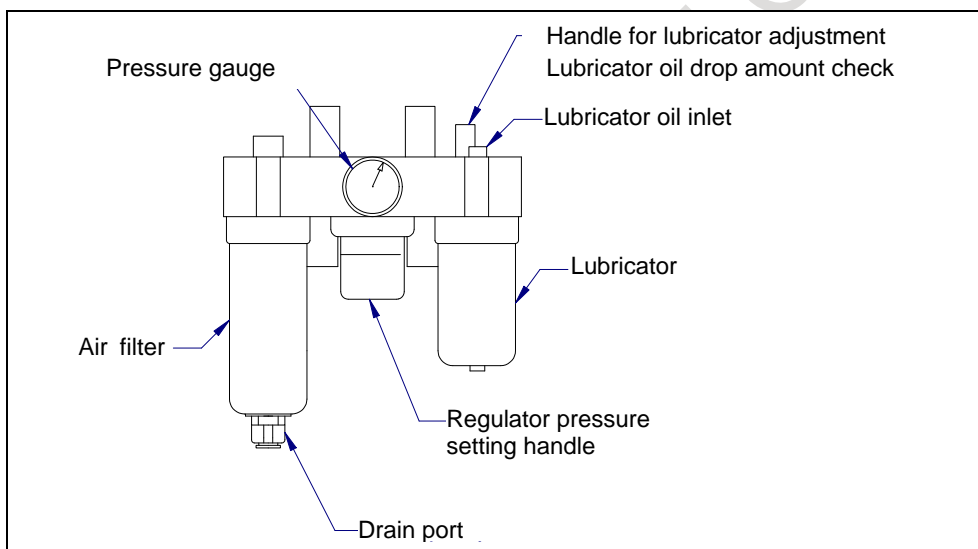 Handle for lubricator adjustment
Pressure gauge
Lubricator oil drop amount check
Lubricator oil inlet
Lubricator
Air filter
Regulator pressure
setting handle
Drain port